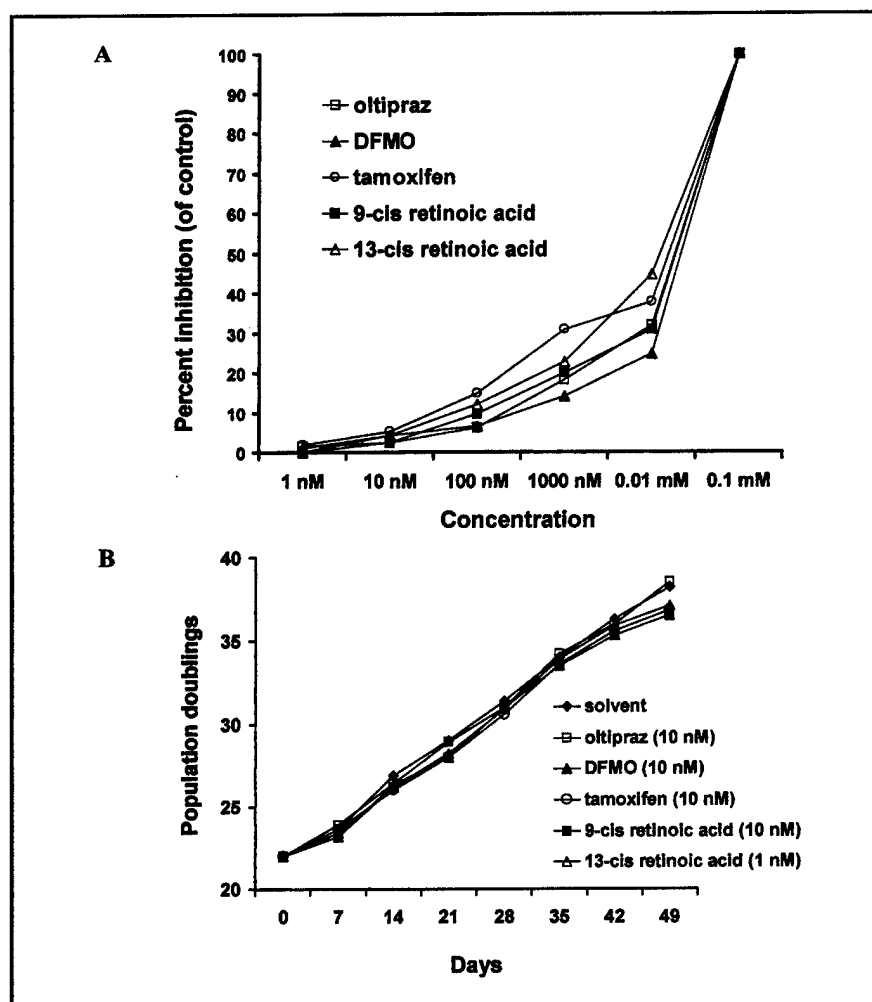 A
Percent inhibition (of control)
100
90
80
70
60
50
40
30
20
10
0
oltipraz
DFMO
tamoxifen
9-cis retinoic acid
13-cis retinoic acid
1 nM 10 nM 100 nM 1000 nM 0.01 mM 0.1 mM
Concentration
B
Population doublings
40
35
30
25
20
solvent
oltipraz (10 nM)
DFMO (10 nM)
tamoxifen (10 nM)
9-cis retinoic acid (10 nM)
13-cis retinoic acid (1 nM)
0 7 14 21 28 35 42 49
Days